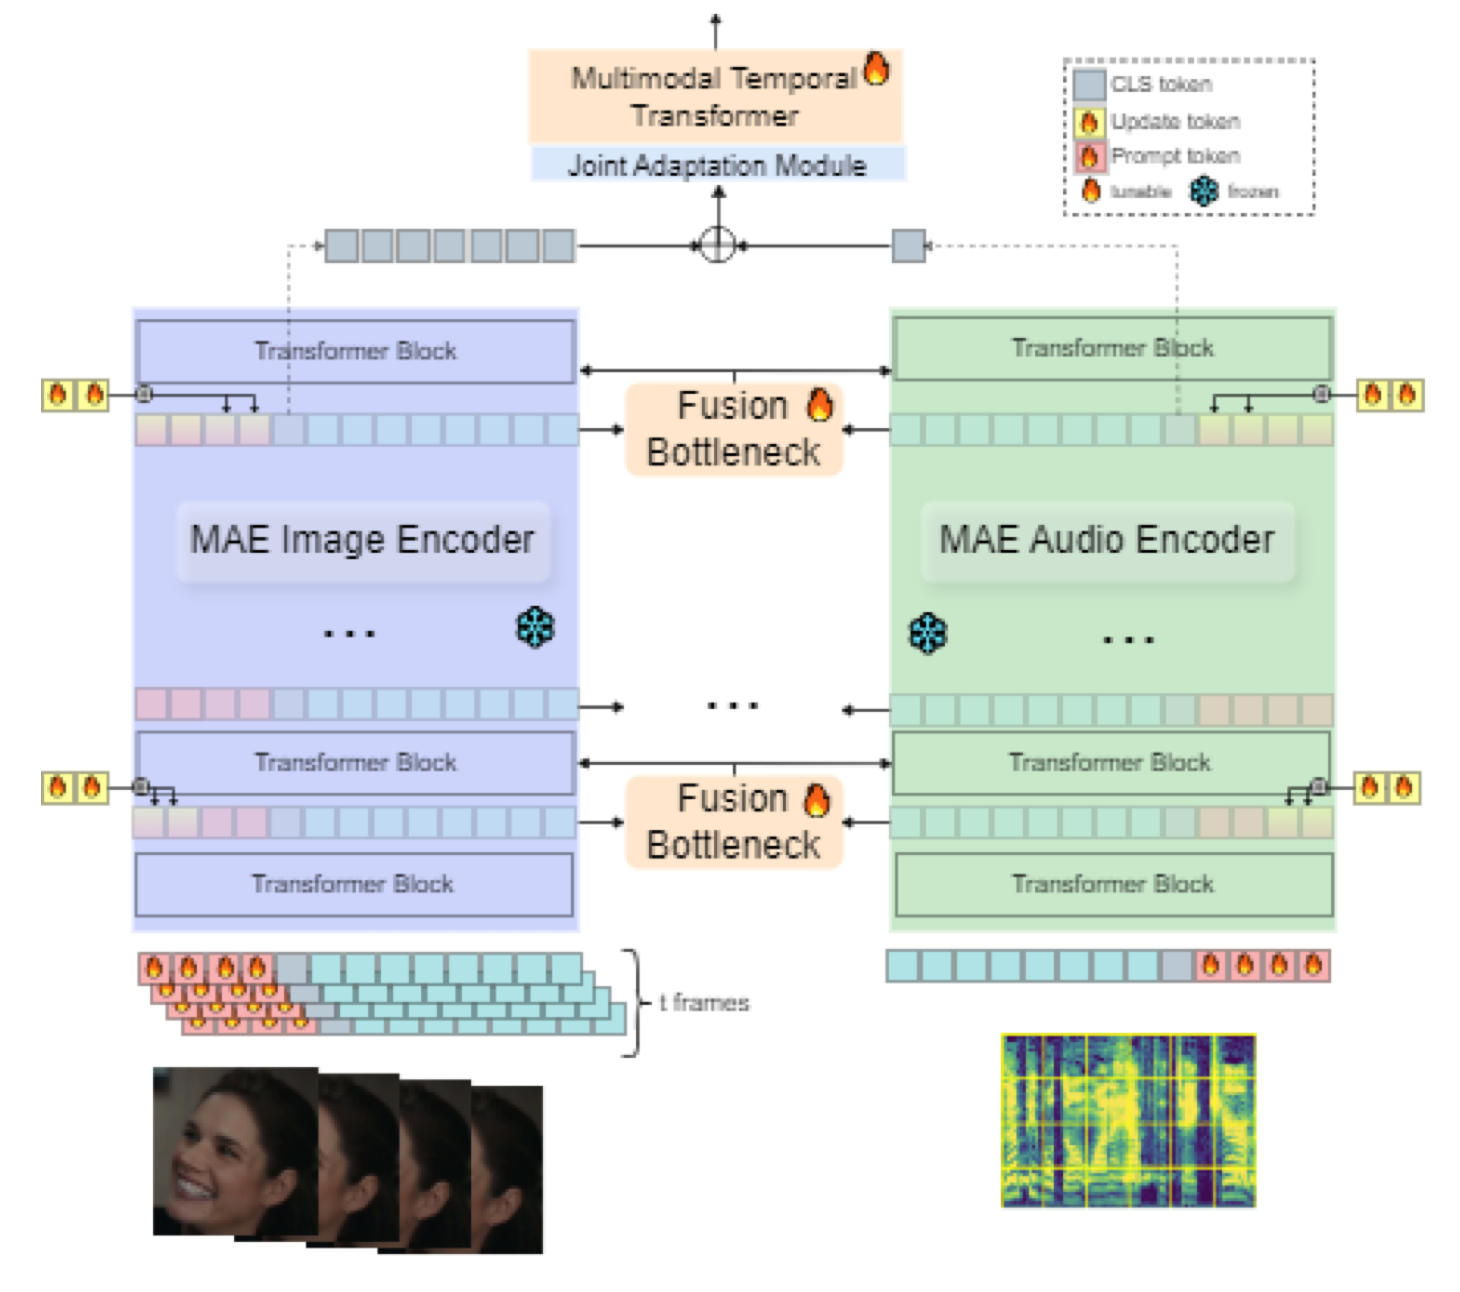 Multimodal Temporal
Transformer
Joint Adaptation Module
CLS token
Update token
Prompt token
tunable
frozen
Transformer Block
Transformer Block
Fusion
Bottleneck
MAE Image Encoder
MAE Audio Encoder
...
...
...
Transformer Block
Transformer Block
Fusion
Bottleneck
Transformer Block
Transformer Block
t frames